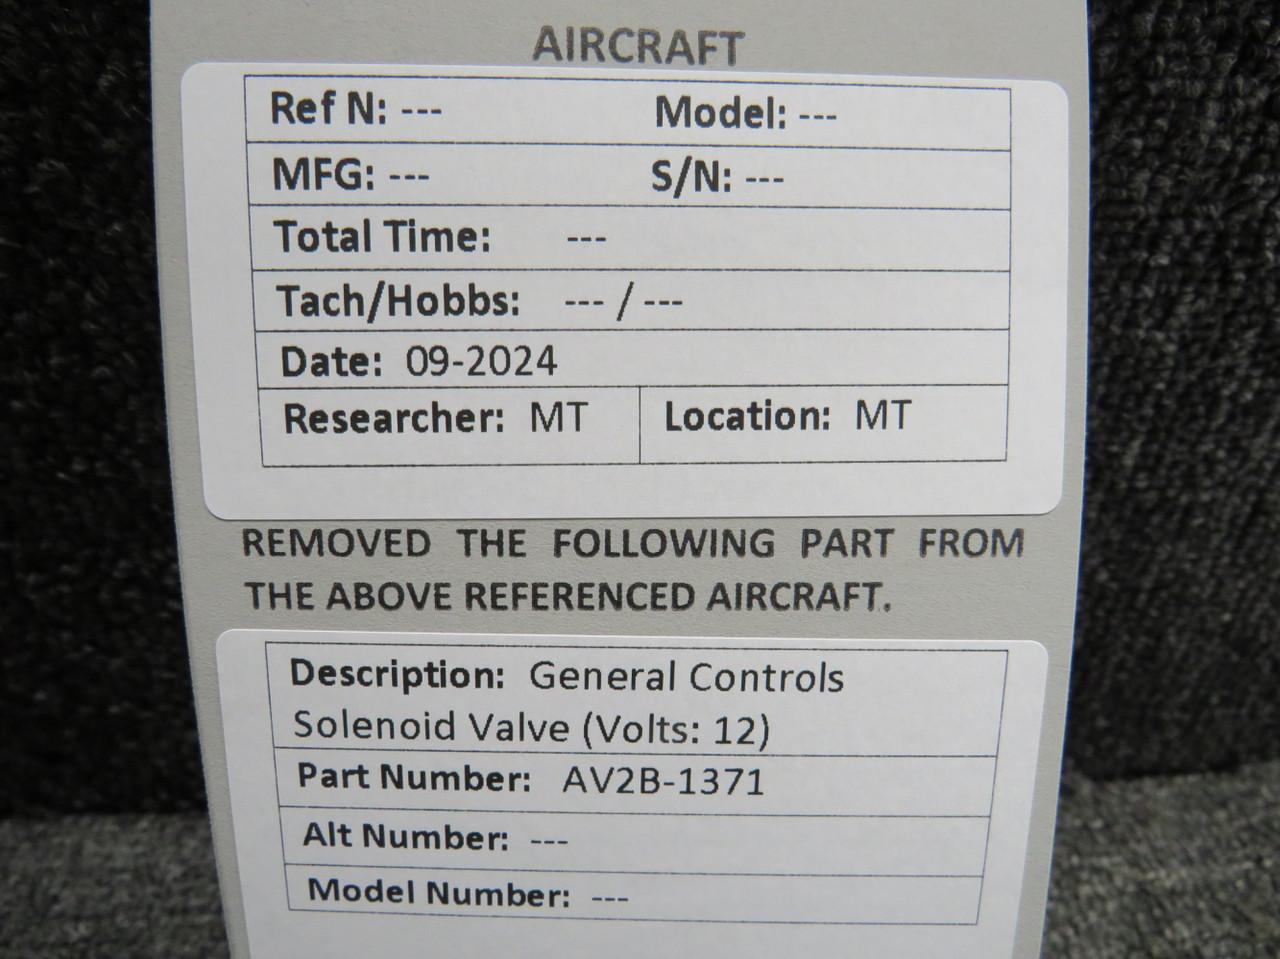 AIRCRAFT
Ref N: --- Model: ---
MFG: --- S/N: ---
Total Time: ---
Tach/Hobbs: --- / ---
Date: 09-2024
Researcher: MT Location: MT
REMOVED THE FOLLOWING PART FROM
THE ABOVE REFERENCED AIRCRAFT.
Description: General Controls
Solenoid Valve (Volts: 12)
Part Number: AV2B-1371
Alt Number: ---
Model Number: ---